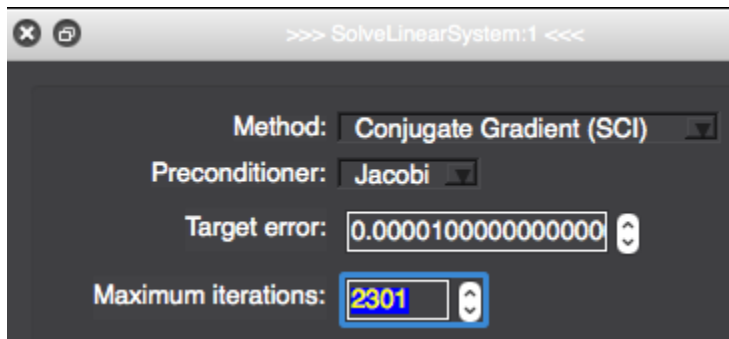 >>> SolveLinearSystem:1 <<<
Method: Conjugate Gradient (SCI)
Preconditioner: Jacobi
Target error: 0.0000100000000000
Maximum iterations: 2301